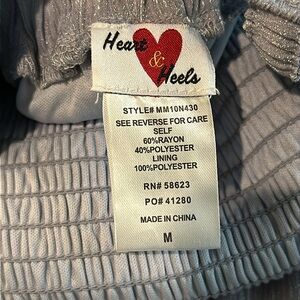 Heart
&
Heels
STYLE# MM10N430
SEE REVERSE FOR CARE
SELF
60%RAYON
40%POLYESTER
LINING
100%POLYESTER
RN# 58623
PO# 41280
MADE IN CHINA
M